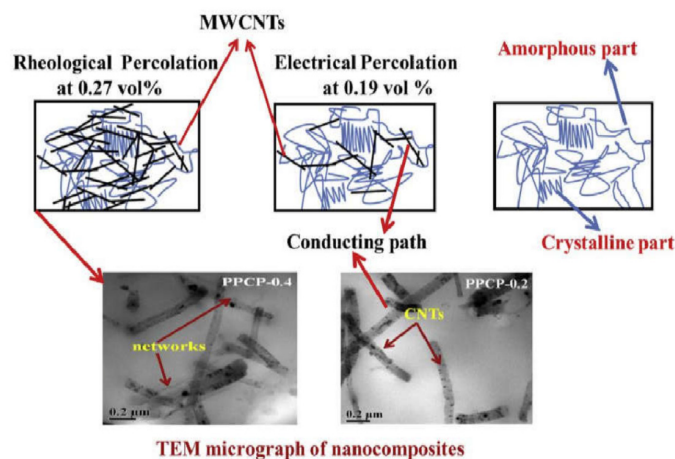 MWCNTs
Rheological Percolation
at 0.27 vol%
Electrical Percolation
at 0.19 vol %
Amorphous part
Conducting path
Crystalline part
PPCP-0.4
networks
0.2 µm
PPCP-0.2
CNTs
0.2 µm
TEM micrograph of nanocomposites